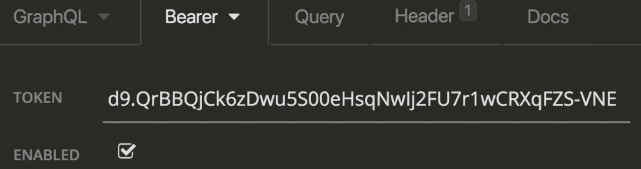 GraphQL Bearer Query Header 1 Docs
TOKEN d9.QrBBQjCk6zDwu5S00eHsqNwIj2FU7r1wCRXqFZS-VNE
ENABLED